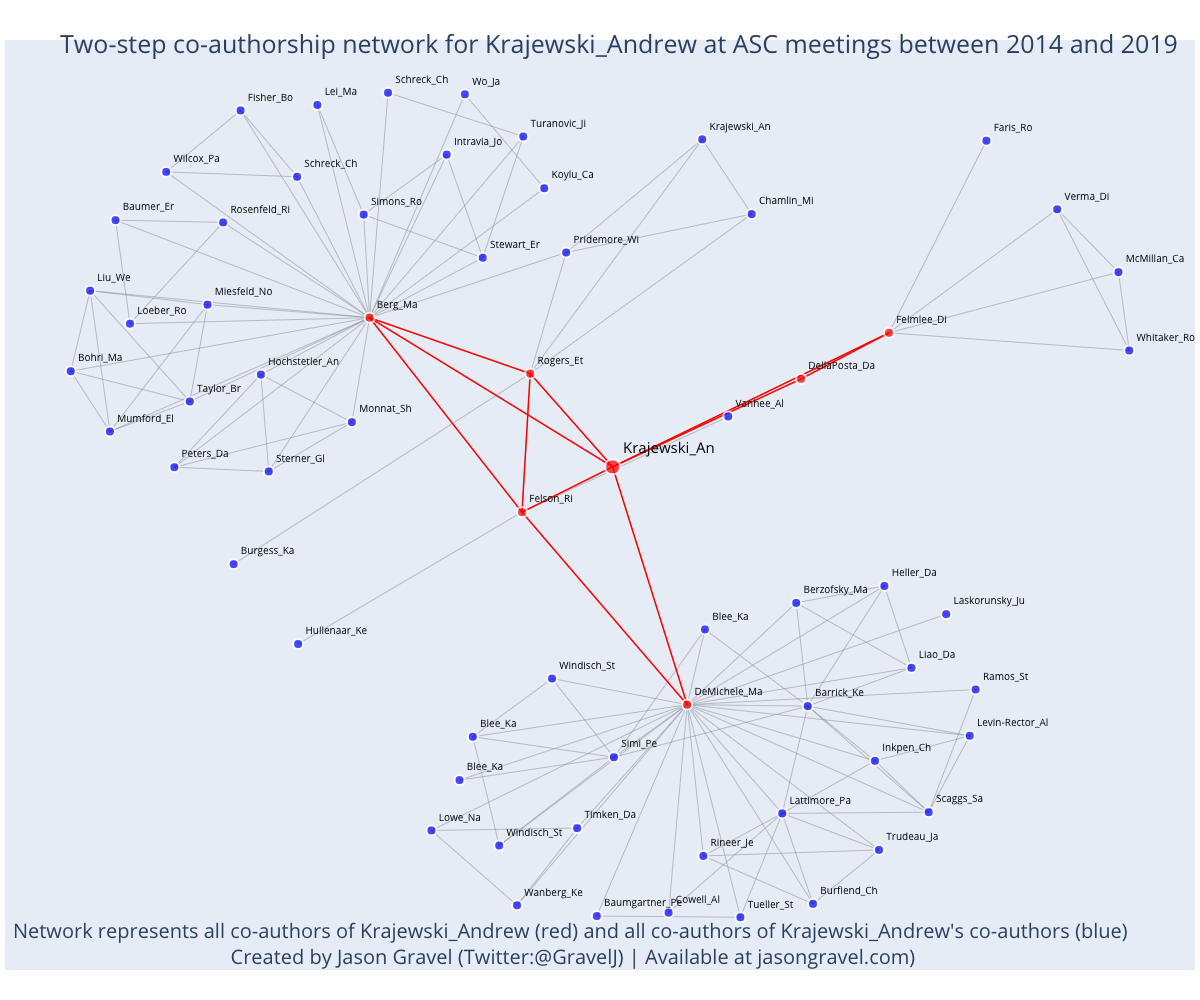 Two-step co-authorship network for Krajewski_Andrew at ASC meetings between 2014 and 2019
Schreck_Ch
Wo_Ja
Lei_Ma
Fisher_Bo
Turanovic_Ji
Krajewski_An
Faris_Ro
Intravia_Jo
Wilcox_Pa
Schreck_Ch
Koylu_Ca
Simons_Ro
Chamlin_Mi
Verma_Di
Baumer_Er
Rosenfeld_Ri
Stewart_Er
Pridemore_Wi
McMillan_Ca
Liu_We
Miesfeld_No
Berg_Ma
Loeber_Ro
Felmlee_Di
Whitaker_Ro
Bohri_Ma
Hochstetler_An
Rogers_Et
DellaPosta_Da
Taylor_Br
Vanhee_Al
Mumford_El
Monnat_Sh
Peters_Da
Sterner_Gl
Krajewski_An
Felson_Ri
Burgess_Ka
Hullenaar_Ke
Heller_Da
Berzofsky_Ma
Laskorunsky_Ju
Blee_Ka
Liao_Da
Windisch_St
Ramos_St
DeMichele_Ma
Barrick_Ke
Blee_Ka
Levin-Rector_Al
Simi_Pe
Inkpen_Ch
Blee_Ka
Lattimore_Pa
Scaggs_Sa
Lowe_Na
Timken_Da
Windisch_St
Rineer_Je
Trudeau_Ja
Wanberg_Ke
Baumgartner_Pe
Cowell_Al
Tueller_St
Burfiend_Ch
Network represents all co-authors of Krajewski_Andrew (red) and all co-authors of Krajewski_Andrew's co-authors (blue)
Created by Jason Gravel (Twitter:@GravelJ) | Available at jasongravel.com)